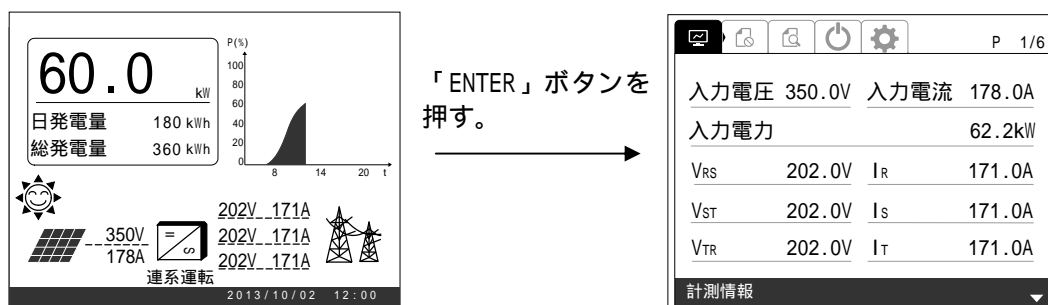 60.0 kW
日発電量 180 kWh
総発電量 360 kWh
P(%)
100
80
60
40
20
0
8 14 20 t
350V
178A
=
∽
連系運転
202V 171A
202V 171A
202V 171A
2013/10/02 12:00
「ENTER」ボタンを
押す。
P 1/6
入力電圧 350.0V 入力電流 178.0A
入力電力 62.2kW
VRS 202.0V IR 171.0A
VST 202.0V IS 171.0A
VTR 202.0V IT 171.0A
計測情報